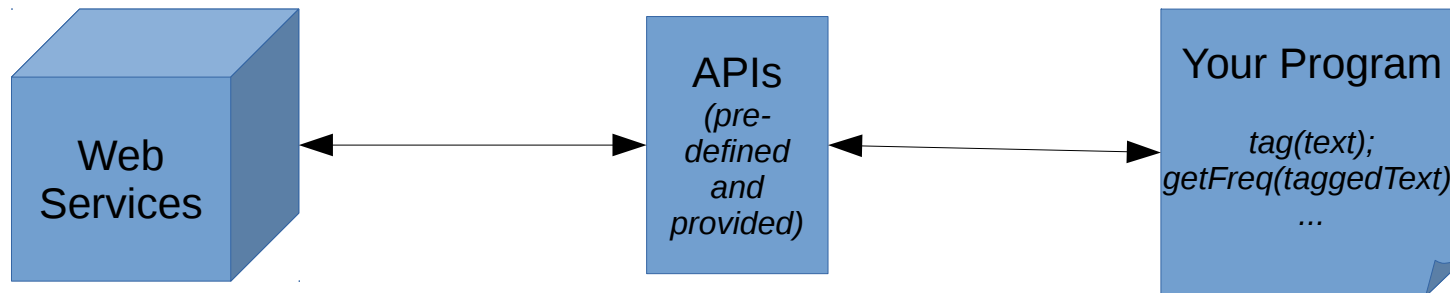 Web
Services
APIs
(pre-
defined
and
provided)
Your Program
tag(text);
getFreq(taggedText)
...